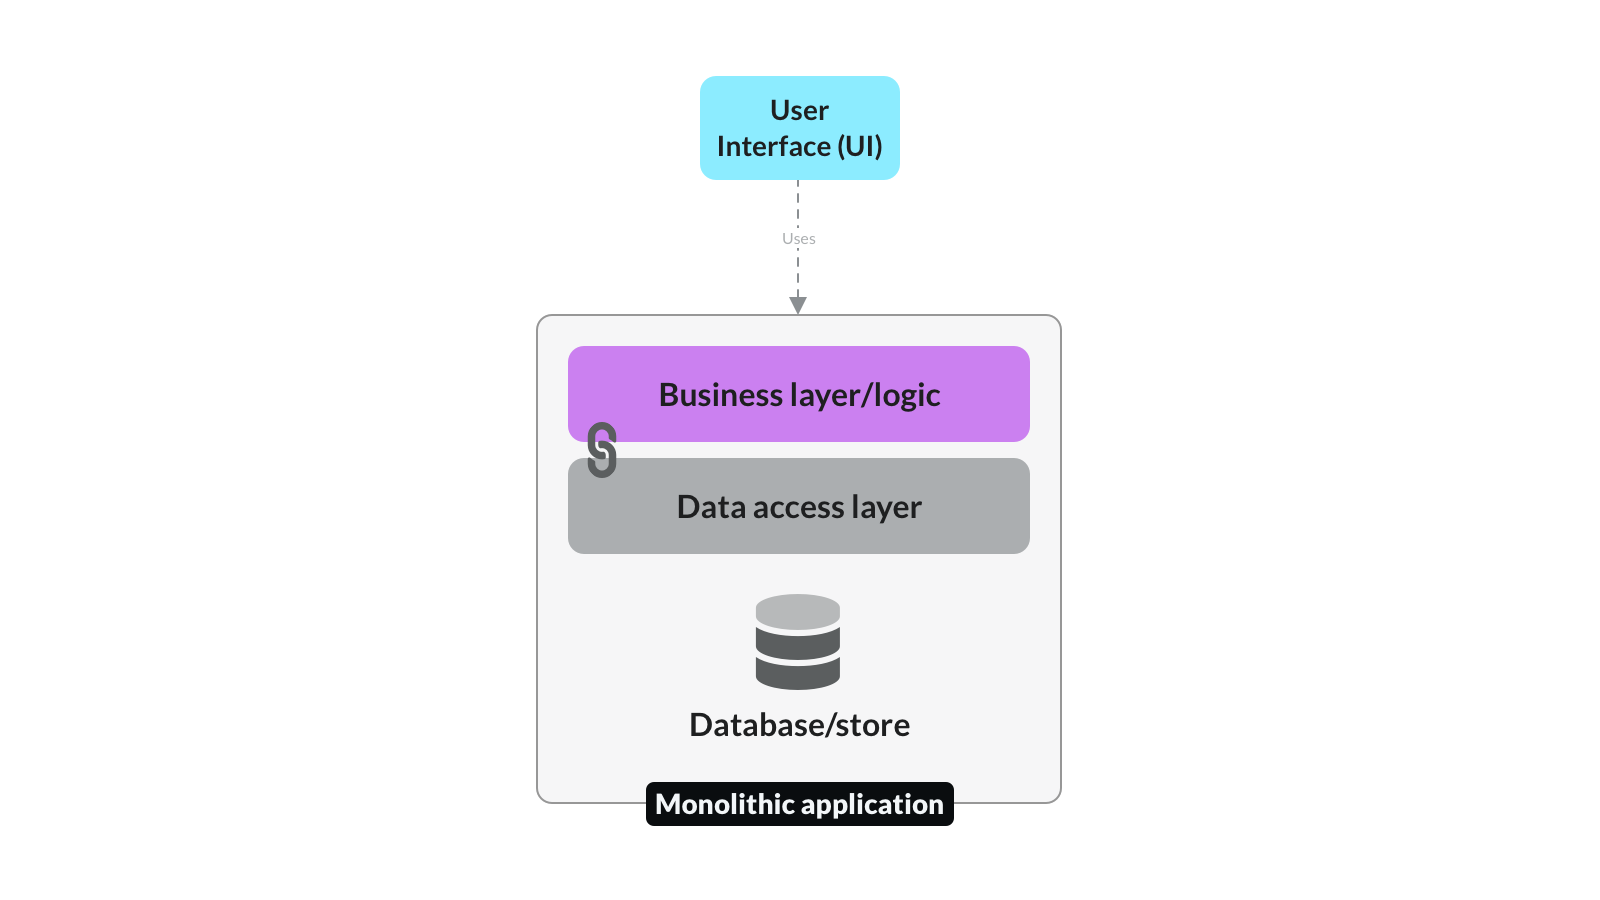 User
Interface (UI)
Uses
Business layer/logic
Data access layer
Database/store
Monolithic application